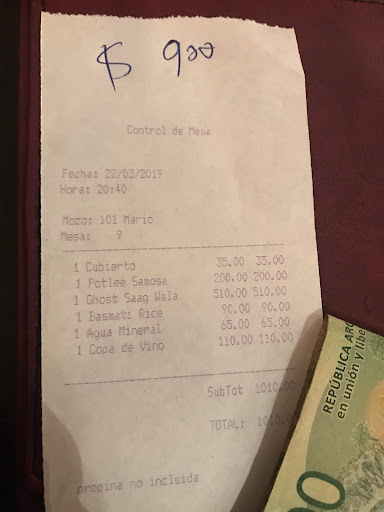 $ 900
Control de Mesa
Fecha: 22/03/2019
Hora: 20:40
Mozo: 101 Mario
Mesa: 9
1 Cubierto 35.00 35.00
1 Potlee Samosa 200.00 200.00
1 Ghost Saag Wala 510.00 510.00
1 Basmati Rice 90.00 90.00
1 Agua Mineral 65.00 65.00
1 Copa de Vino 110.00 110.00
SubTot 1010.00
TOTAL: 1010.00
propina no incluida
REPÚBLICA AR
en unión y libe